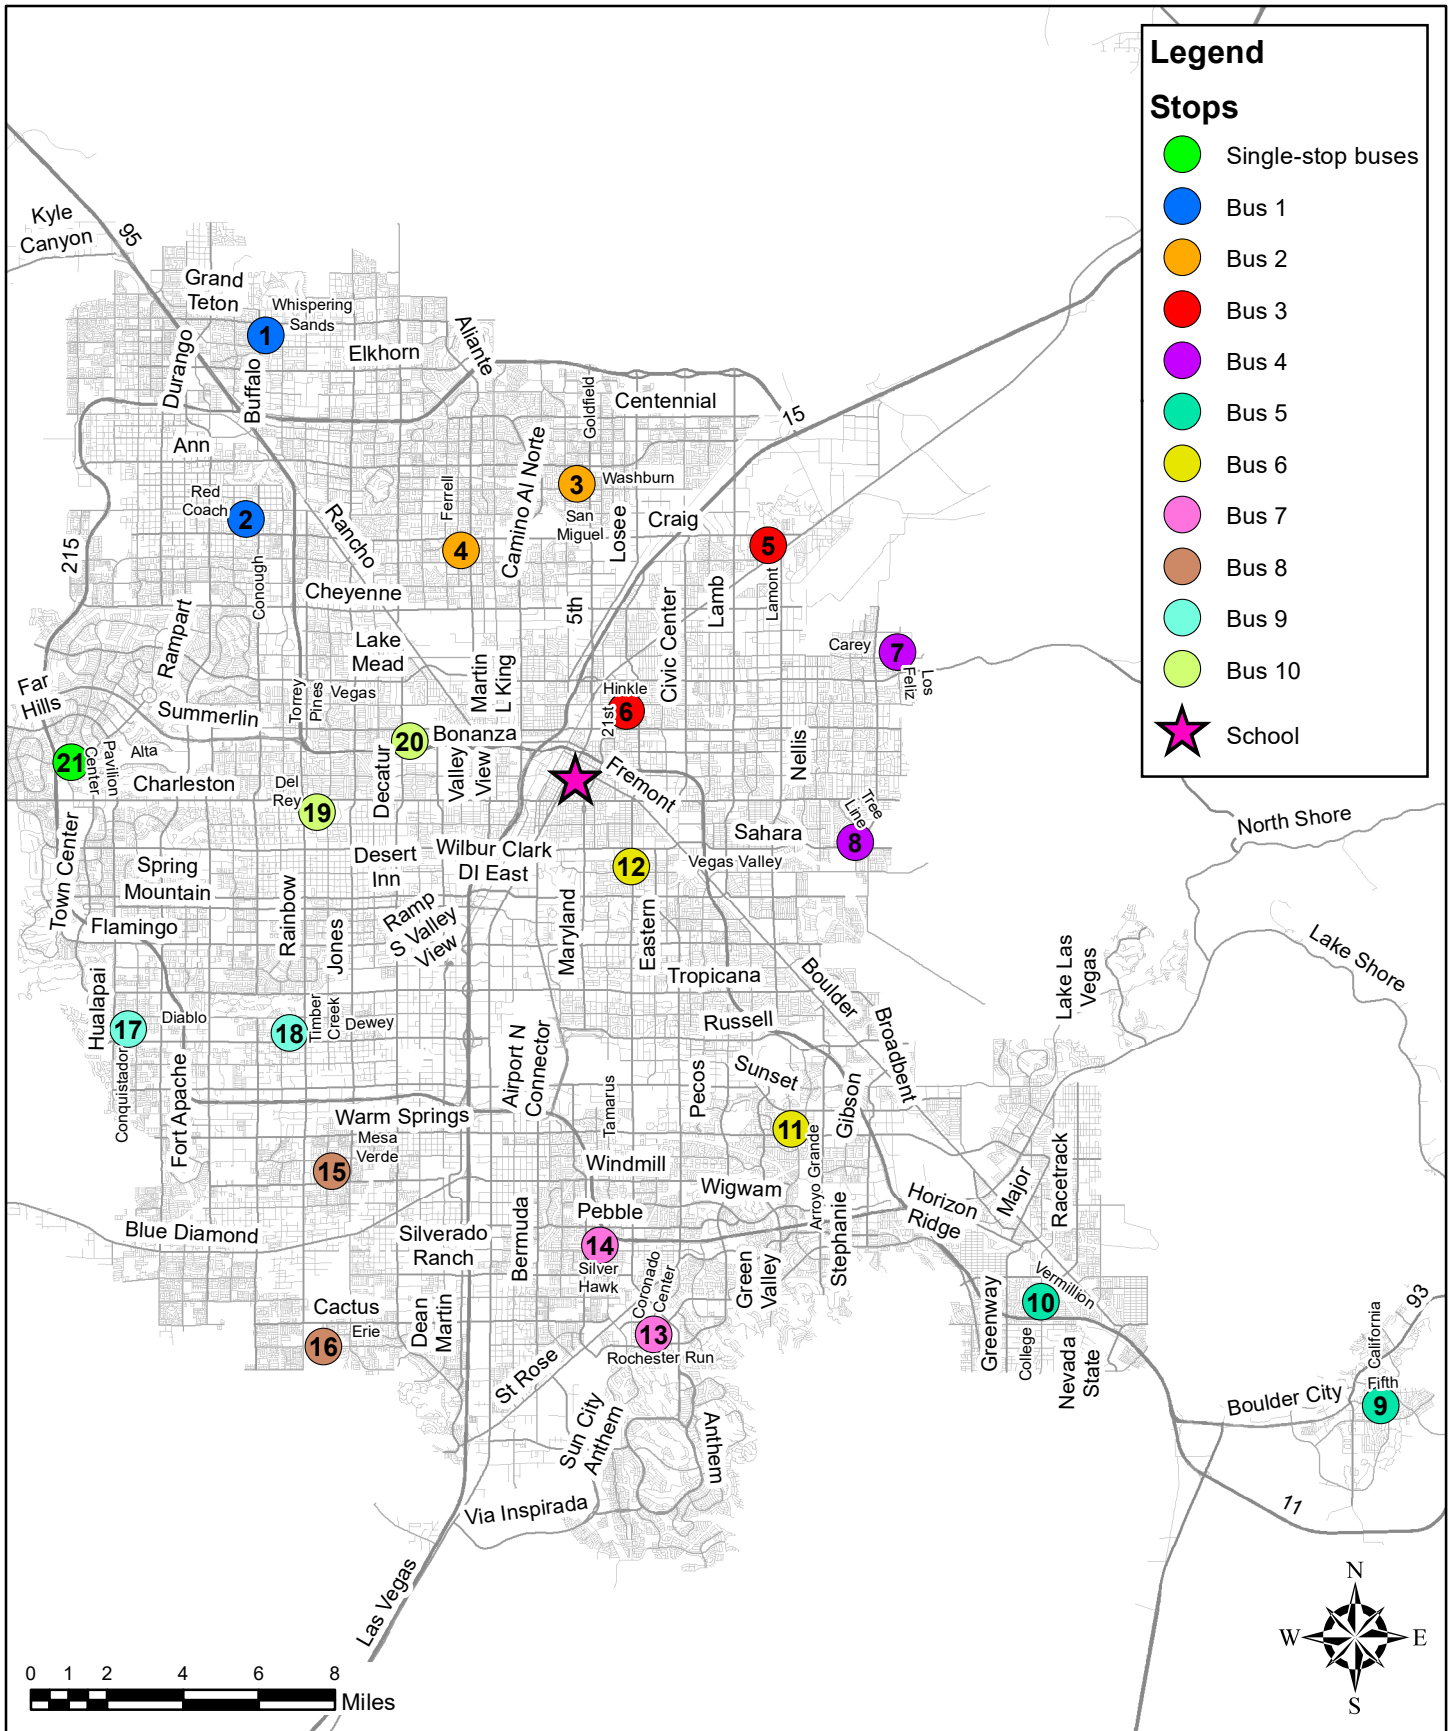 Legend
Stops
Single-stop buses
Bus 1
Bus 2
Bus 3
Bus 4
Bus 5
Bus 6
Bus 7
Bus 8
Bus 9
Bus 10
School
Kyle
Canyon
95
Grand
Teton
Whispering
Sands
1
Durango
Buffalo
Elkhorn
Aliante
Goldfield
Centennial
15
Ann
Camino Al Norte
Red
Coach
2
Ferrell
3
Washburn
San
Miguel
Losee
Craig
Rancho
4
5
215
Conough
Cheyenne
5th
Civic Center
Lamb
Lamont
Rampart
Lake
Mead
Martin
L King
Carey
7
Los
Feliz
Far
Hills
Torrey
Pines
Vegas
Hinkle
21st
6
Summerlin
20
Bonanza
21
Pavilion
Center
Alta
Charleston
Decatur
Valley
View
Fremont
Nellis
Del
Rey
19
Tree
Line
8
Sahara
North Shore
Town Center
Spring
Mountain
Desert
Inn
Wilbur Clark
DI East
12
Vegas Valley
Flamingo
Rainbow
Jones
Ramp
S Valley
View
Maryland
Eastern
Tropicana
Boulder
Lake Las
Vegas
Lake Shore
Hualapai
17
Diablo
18
Timber
Creek
Dewey
Airport N
Connector
Russell
Broadbent
Conquistador
Fort Apache
Sunset
Tamarus
Pecos
Gibson
Warm Springs
11
Arroyo Grande
Mesa
Verde
15
Windmill
Wigwam
Major
Racetrack
Horizon
Ridge
Pebble
Blue Diamond
Silverado
Ranch
Bermuda
14
Silver
Hawk
Coronado
Center
Green
Valley
Stephanie
Vermillion
10
Greenway
College
Nevada
State
Cactus
Erie
16
Dean
Martin
13
Rochester Run
St Rose
93
California
Fifth
9
Boulder City
Sun City
Anthem
Anthem
Via Inspirada
11
Las Vegas
N
W
E
S
0 1 2 4 6 8
Miles